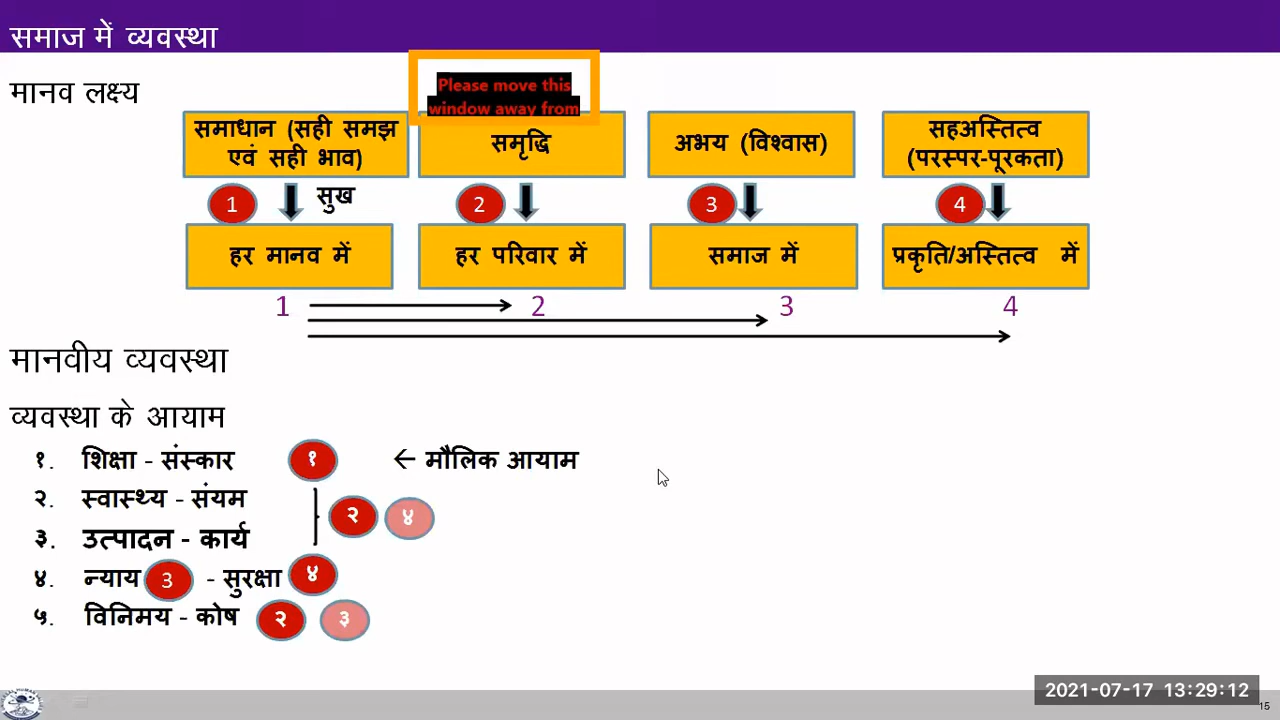 समाज में व्यवस्था
मानव लक्ष्य
Please move this
window away from
समाधान (सही समझ
एवं सही भाव)
समृद्धि
अभय (विश्वास)
सहअस्तित्व
(परस्पर-पूरकता)
1 सुख 2 3 4
हर मानव में
हर परिवार में
समाज में
प्रकृति/अस्तित्व में
1 2 3 4
मानवीय व्यवस्था
व्यवस्था के आयाम
१. शिक्षा - संस्कार १ ← मौलिक आयाम
२. स्वास्थ्य - संयम
२ ४
३. उत्पादन - कार्य
४. न्याय 3 - सुरक्षा ४
५. विनिमय - कोष २ ३
2021-07-17 13:29:12
15